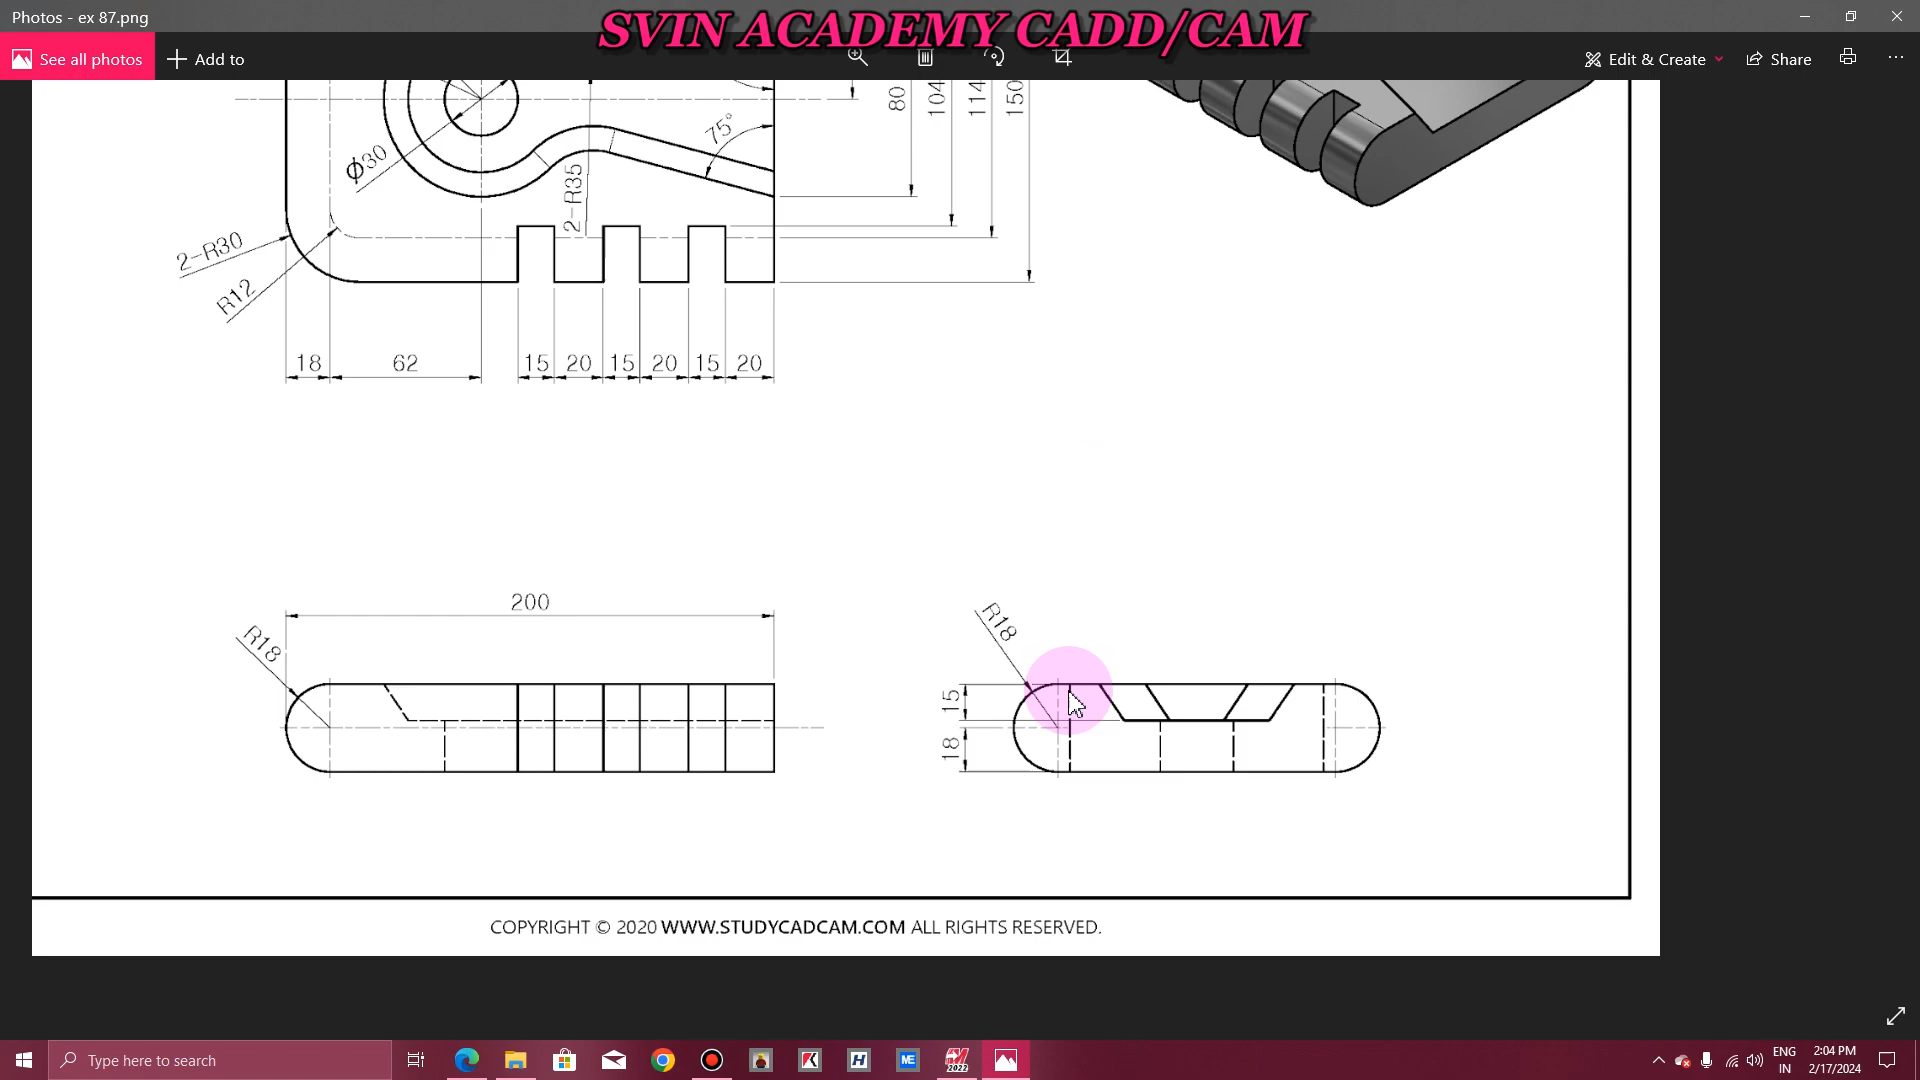 Photos - ex 87.png
SVIN ACADEMY CADD/CAM
See all photos
Add to
Edit & Create
Share
Ø30
75°
2-R35
80
104
114
150
2-R30
R12
18
62
15
20
15
20
15
20
200
R18
R18
15
18
COPYRIGHT © 2020 WWW.STUDYCADCAM.COM ALL RIGHTS RESERVED.
Type here to search
K
H
ME
M
2022
ENG
IN
2:04 PM
2/17/2024